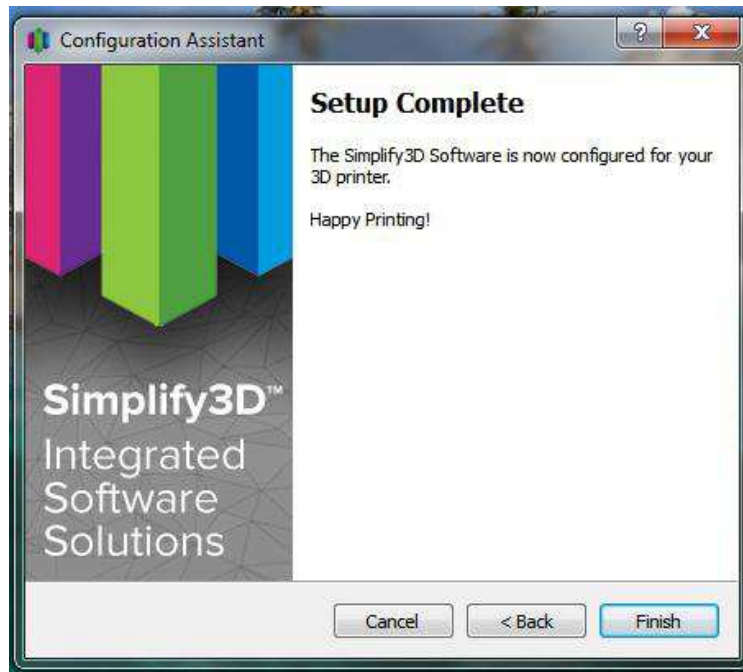 Configuration Assistant
?
Setup Complete
The Simplify3D Software is now configured for your
3D printer.
Happy Printing!
Simplify3D™
Integrated
Software
Solutions
Cancel
< Back
Finish